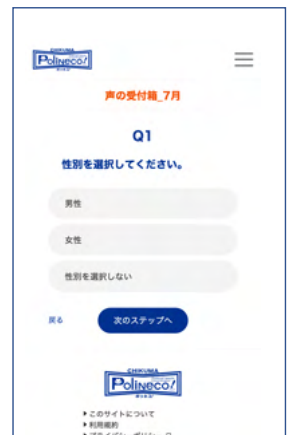 CHIKUMA
Polineco!
ポリネコ!
声の受付箱_7月
Q1
性別を選択してください。
男性
女性
性別を選択しない
戻る
次のステップへ
CHIKUMA
Polineco!
ポリネコ!
▶このサイトについて
▶利用規約